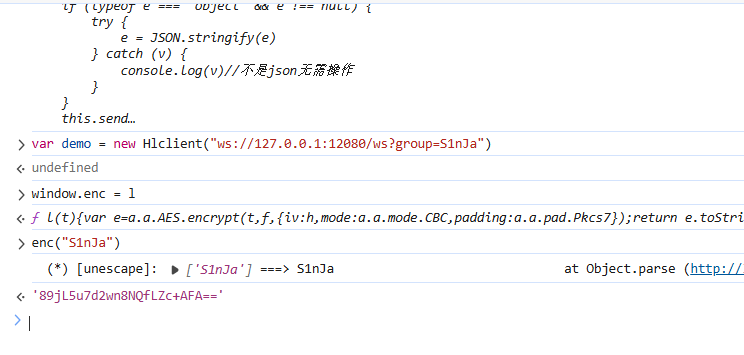 if (typeof e === "object" && e !== null) {
try {
e = JSON.stringify(e)
} catch (v) {
console.log(v)//不是json无需操作
}
}
this.send…
var demo = new Hlclient("ws://127.0.0.1:12080/ws?group=S1nJa")
undefined
window.enc = l
ƒ l(t){var e=a.a.AES.encrypt(t,f,{iv:h,mode:a.a.mode.CBC,padding:a.a.pad.Pkcs7});return e.toStri
enc("S1nJa")
(*) [unescape]: ▶ ['S1nJa'] ===> S1nJa at Object.parse (http://
'89jL5u7d2wn8NQfLZc+AFA=='